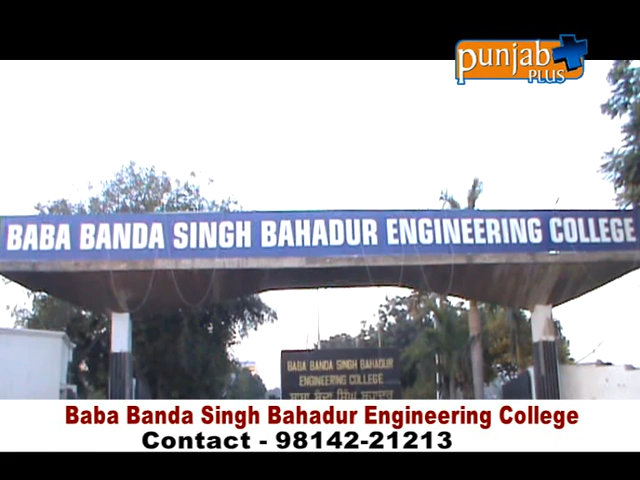 punjab
PLUS
BABA BANDA SINGH BAHADUR ENGINEERING COLLEGE
BABA BANDA SINGH BAHADUR
ENGINEERING COLLEGE
Baba Banda Singh Bahadur Engineering College
Contact - 98142-21213